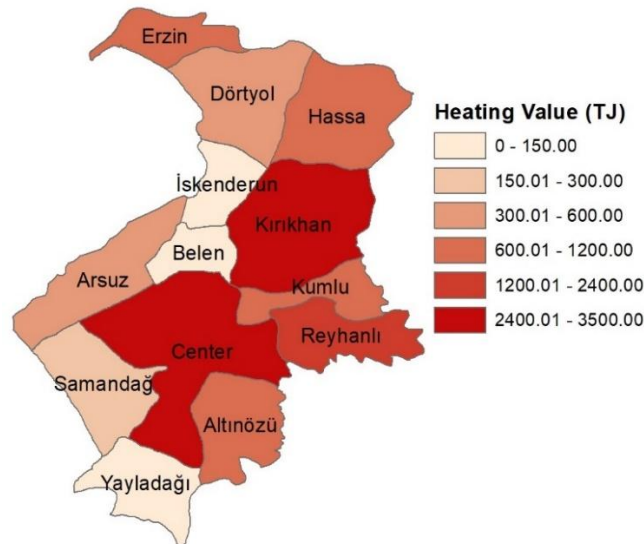 Erzin
Dörtyol
Hassa
İskenderun
Kırıkhan
Belen
Arsuz
Kumlu
Reyhanlı
Center
Samandağ
Altınözü
Yayladağı
Heating Value (TJ)
0 - 150.00
150.01 - 300.00
300.01 - 600.00
600.01 - 1200.00
1200.01 - 2400.00
2400.01 - 3500.00